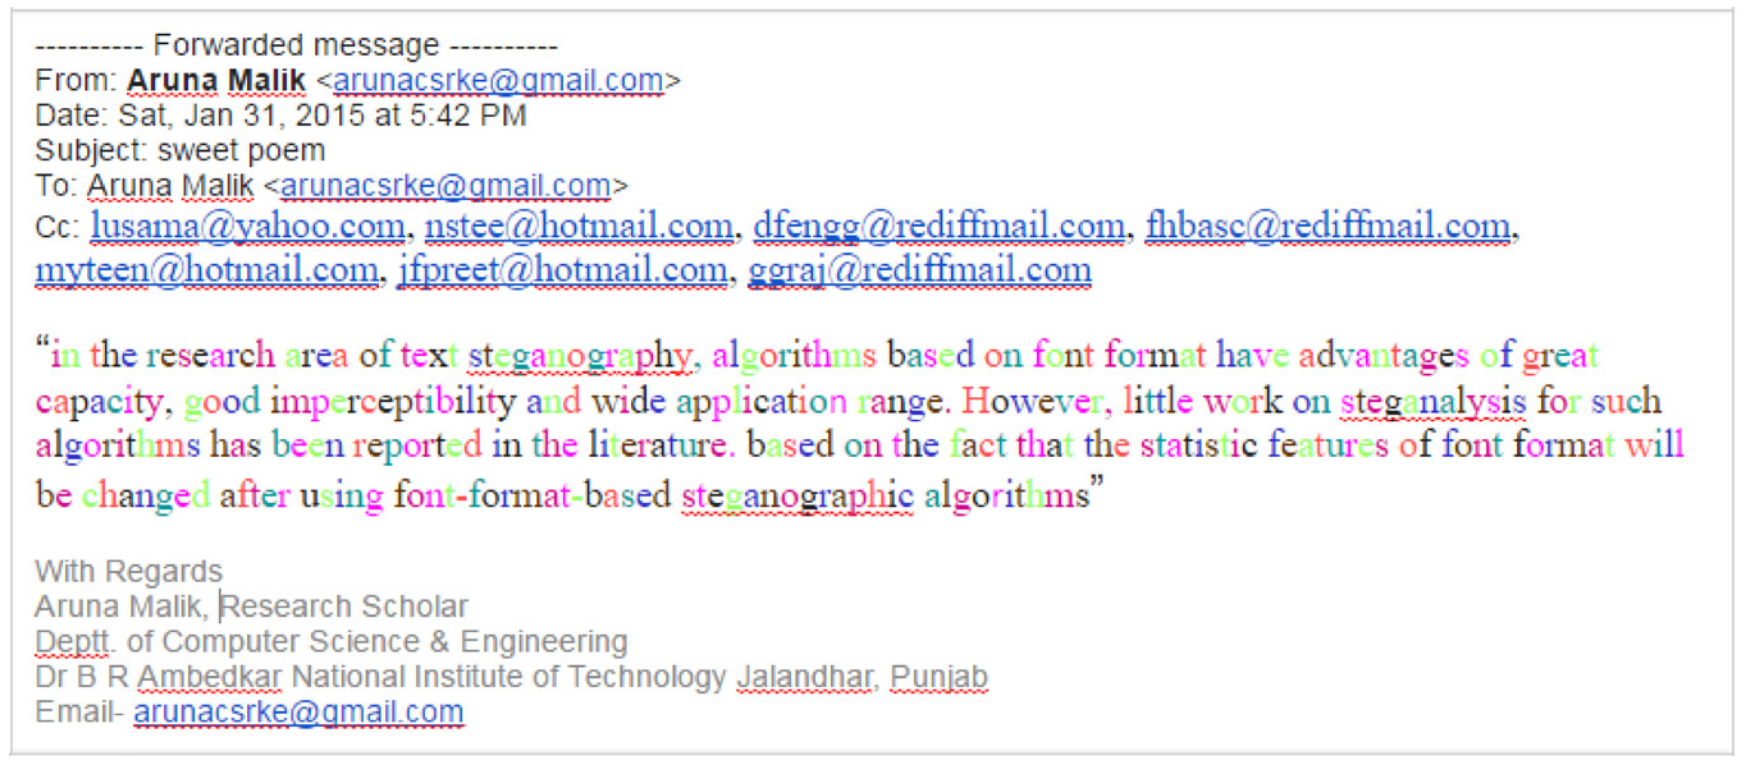 ---------- Forwarded message ----------
From: Aruna Malik <arunacsrke@gmail.com>
Date: Sat, Jan 31, 2015 at 5:42 PM
Subject: sweet poem
To: Aruna Malik <arunacsrke@gmail.com>
Cc: lusama@yahoo.com, nstee@hotmail.com, dfengg@rediffmail.com, fhbasc@rediffmail.com,
myteen@hotmail.com, jfpreet@hotmail.com, ggraj@rediffmail.com
“in the research area of text steganography, algorithms based on font format have advantages of great
capacity, good imperceptibility and wide application range. However, little work on steganalysis for such
algorithms has been reported in the literature. based on the fact that the statistic features of font format will
be changed after using font-format-based steganographic algorithms”
With Regards
Aruna Malik, Research Scholar
Deptt. of Computer Science & Engineering
Dr B R Ambedkar National Institute of Technology Jalandhar, Punjab
Email- arunacsrke@gmail.com